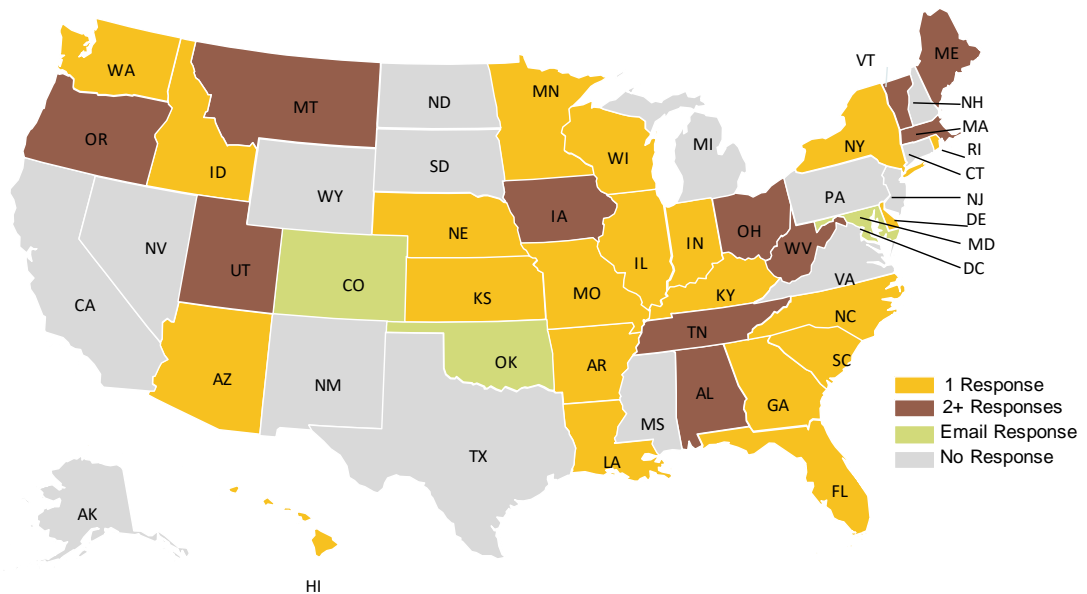 ME
VT
WA
MT
ND
MN
NH
OR
MA
MI
NY
RI
WI
ID
SD
CT
WY
PA
NJ
IA
DE
NE
OH
IN
WV
MD
NV
UT
IL
DC
CO
VA
CA
KS
MO
KY
NC
TN
OK
AR
SC
AZ
NM
AL
GA
MS
TX
LA
FL
1 Response
2+ Responses
Email Response
No Response
AK
HI